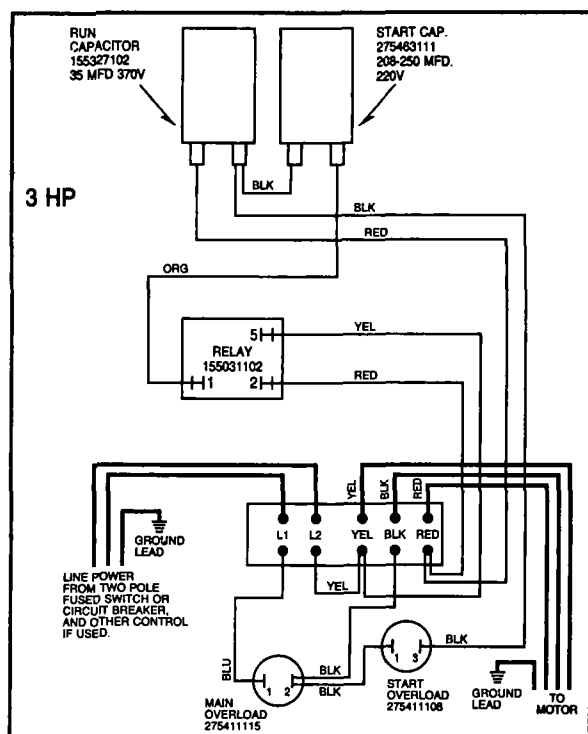 RUN
CAPACITOR
155327102
35 MFD 370V
START CAP.
275463111
208-250 MFD.
220V
BLK
3 HP
BLK
RED
ORG
5
YEL
RELAY
155031102
1
2
RED
YEL
BLK
RED
L1
L2
YEL
BLK
RED
GROUND
LEAD
LINE POWER
FROM TWO POLE
FUSED SWITCH OR
CIRCUIT BREAKER,
AND OTHER CONTROL
IF USED.
YEL
BLU
BLK
BLK
1
2
1
3
BLK
MAIN
OVERLOAD
275411115
START
OVERLOAD
275411108
GROUND
LEAD
TO
MOTOR